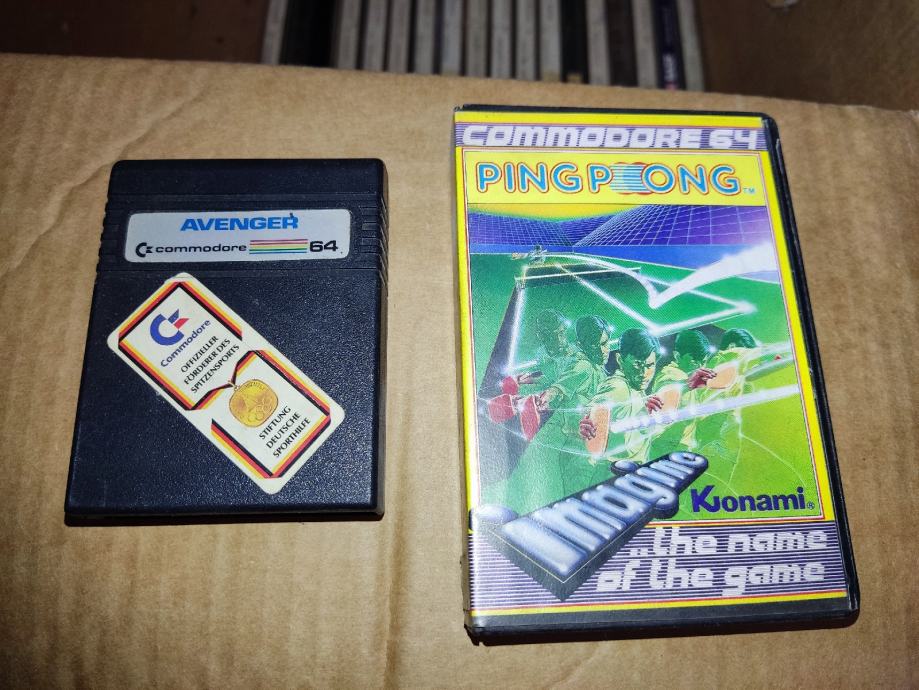 AVENGER
commodore 64
Commodore
OFFIZIELLER
FÖRDERER DES
SPITZENSPORTS
STIFTUNG
DEUTSCHE
SPORTHILFE
COMMODORE 64
PING PONG™
Imagine
Konami®
...the name
of the game